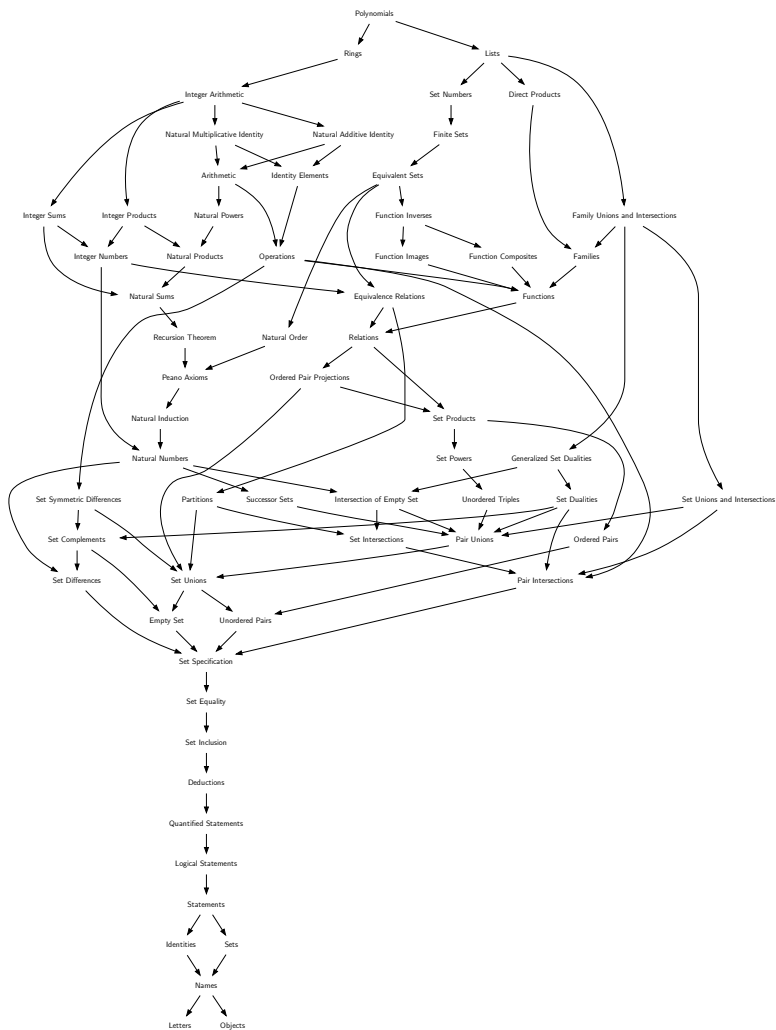 Polynomials
Rings
Lists
Integer Arithmetic
Set Numbers
Direct Products
Natural Multiplicative Identity
Natural Additive Identity
Finite Sets
Arithmetic
Identity Elements
Equivalent Sets
Integer Sums
Integer Products
Natural Powers
Function Inverses
Family Unions and Intersections
Integer Numbers
Natural Products
Operations
Function Images
Function Composites
Families
Natural Sums
Equivalence Relations
Functions
Recursion Theorem
Natural Order
Relations
Peano Axioms
Ordered Pair Projections
Natural Induction
Set Products
Natural Numbers
Set Powers
Generalized Set Dualities
Set Symmetric Differences
Partitions
Successor Sets
Intersection of Empty Set
Unordered Triples
Set Dualities
Set Unions and Intersections
Set Complements
Set Intersections
Pair Unions
Ordered Pairs
Set Differences
Set Unions
Pair Intersections
Empty Set
Unordered Pairs
Set Specification
Set Equality
Set Inclusion
Deductions
Quantified Statements
Logical Statements
Statements
Identities
Sets
Names
Letters
Objects